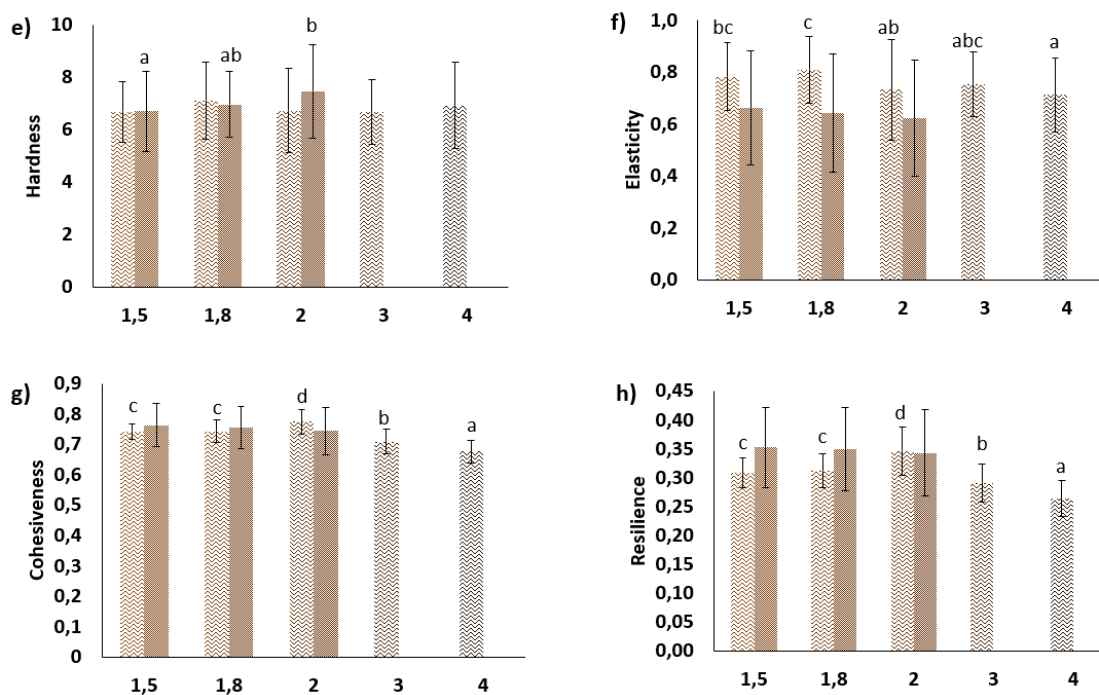 e)
Hardness
10
8
6
4
2
0
a
ab
b
1,5 1,8 2 3 4
f)
Elasticity
1,0
0,8
0,6
0,4
0,2
0,0
bc
c
ab
abc
a
1,5 1,8 2 3 4
g)
Cohesiveness
0,9
0,8
0,7
0,6
0,5
0,4
0,3
0,2
0,1
0
c
c
d
b
a
1,5 1,8 2 3 4
h)
Resilience
0,45
0,40
0,35
0,30
0,25
0,20
0,15
0,10
0,05
0,00
c
c
d
b
a
1,5 1,8 2 3 4